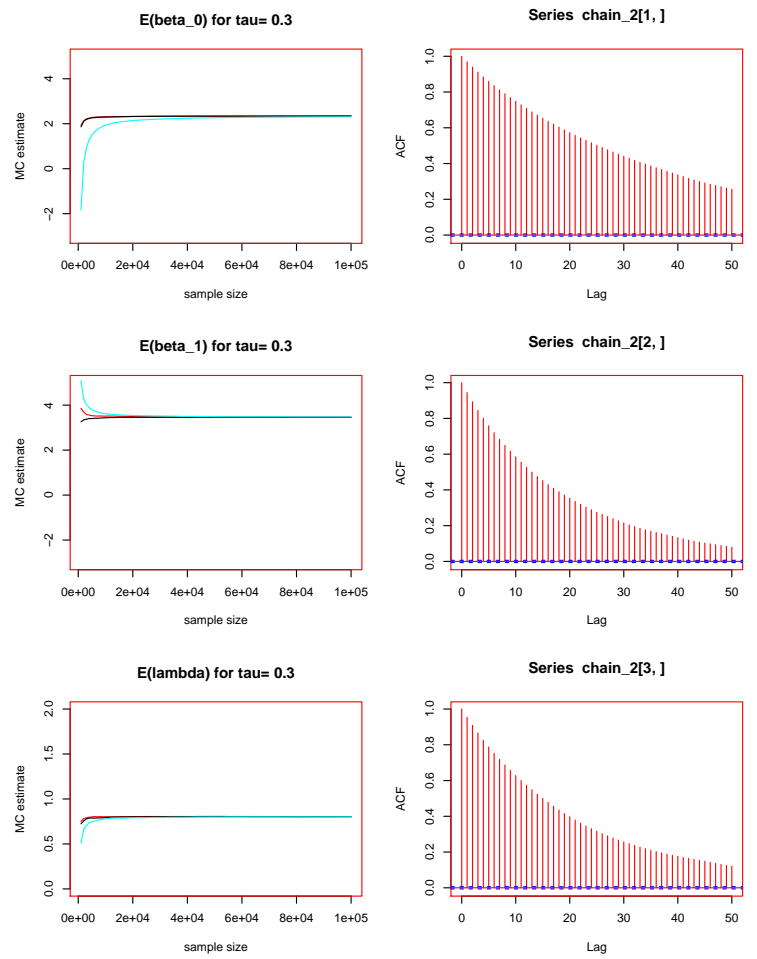 E(beta_0) for tau= 0.3
MC estimate
4
2
0
−2
0e+00 2e+04 4e+04 6e+04 8e+04 1e+05
sample size
Series chain_2[1, ]
ACF
1.0
0.8
0.6
0.4
0.2
0.0
0 10 20 30 40 50
Lag
E(beta_1) for tau= 0.3
MC estimate
4
2
0
−2
0e+00 2e+04 4e+04 6e+04 8e+04 1e+05
sample size
Series chain_2[2, ]
ACF
1.0
0.8
0.6
0.4
0.2
0.0
0 10 20 30 40 50
Lag
E(lambda) for tau= 0.3
MC estimate
2.0
1.5
1.0
0.5
0.0
0e+00 2e+04 4e+04 6e+04 8e+04 1e+05
sample size
Series chain_2[3, ]
ACF
1.0
0.8
0.6
0.4
0.2
0.0
0 10 20 30 40 50
Lag